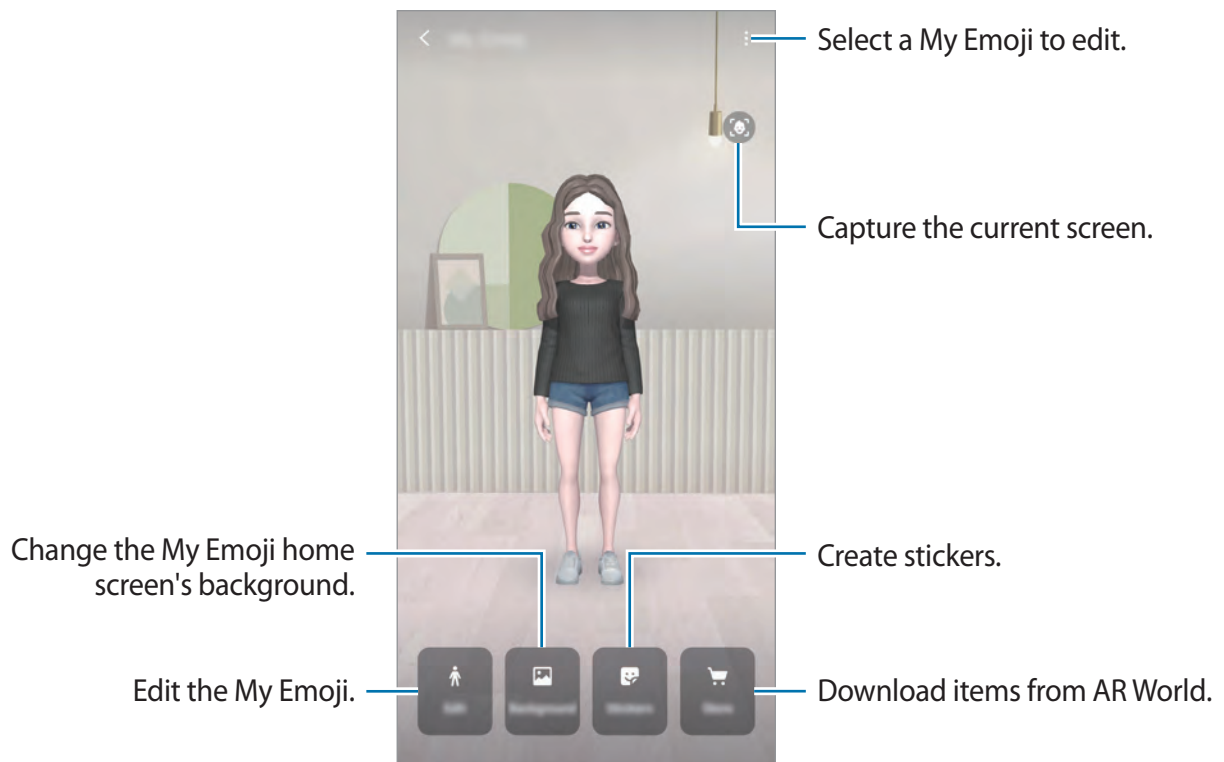 Select a My Emoji to edit.
Capture the current screen.
Change the My Emoji home
screen's background.
Create stickers.
Edit the My Emoji.
Download items from AR World.